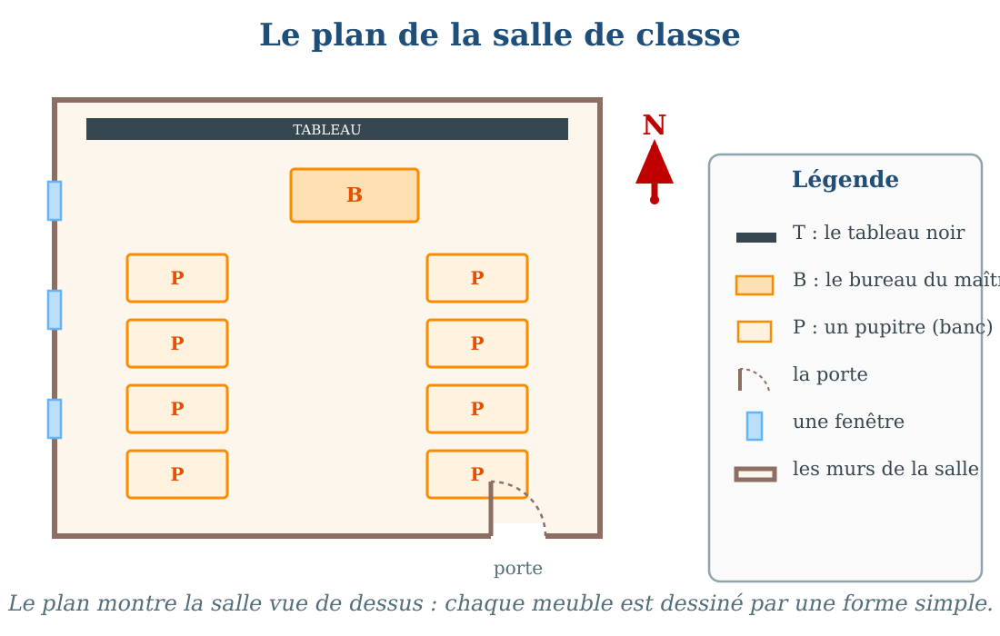 Le plan de la salle de classe
TABLEAU
N
B
Légende
T : le tableau noir
B : le bureau du maîtr
P : un pupitre (banc)
la porte
une fenêtre
les murs de la salle
P P
P P
P P
P P
porte
Le plan montre la salle vue de dessus : chaque meuble est dessiné par une forme simple.